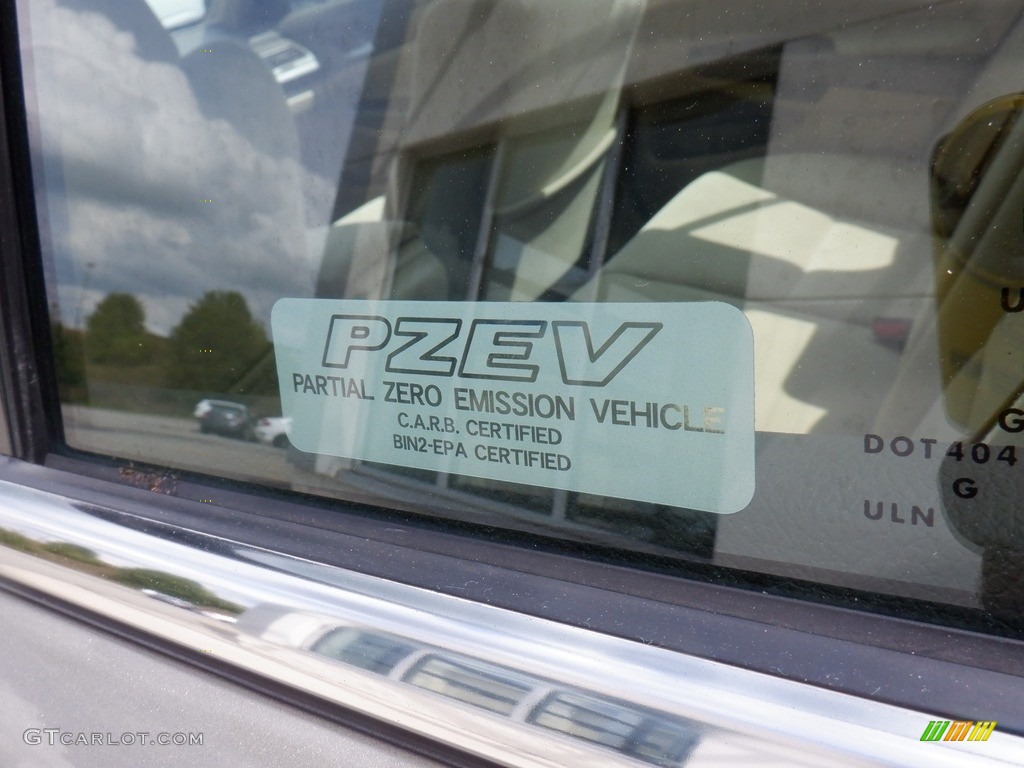 PZEV
PARTIAL ZERO EMISSION VEHICLE
C.A.R.B. CERTIFIED
BIN2-EPA CERTIFIED
U
G
DOT404
G
ULN
GTCARLOT.COM